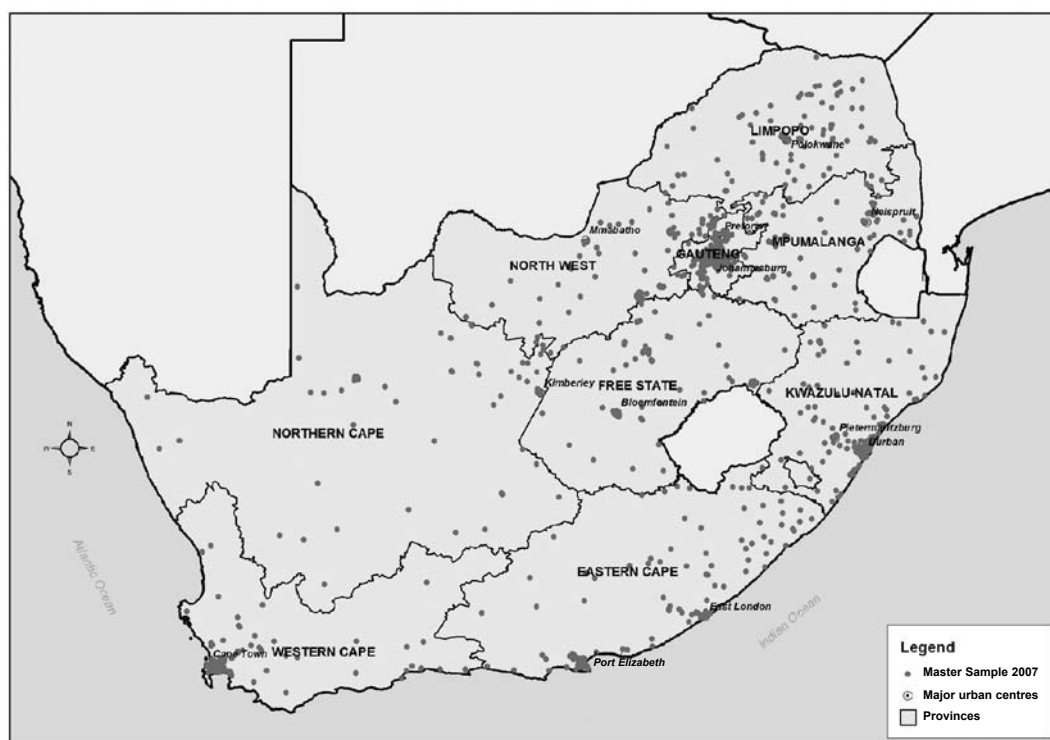 LIMPOPO
Polokwane
Nelspruit
Mmabatho
Pretoria
MPUMALANGA
GAUTENG
NORTH WEST
Johannesburg
Kimberley
FREE STATE
KWAZULU-NATAL
Bloemfontein
NORTHERN CAPE
Pietermaritzburg
Durban
N
E
S
Atlantic Ocean
EASTERN CAPE
East London
Indian Ocean
Cape Town
WESTERN CAPE
Port Elizabeth
Legend
Master Sample 2007
Major urban centres
Provinces